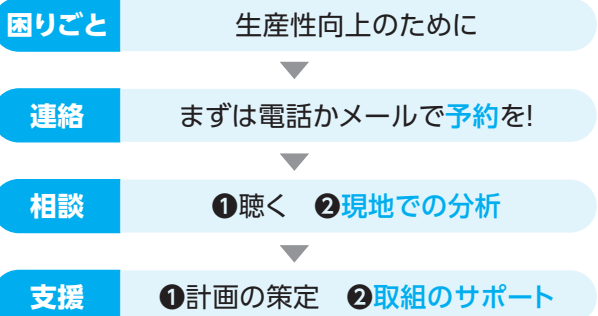 困りごと 生産性向上のために
連絡 まずは電話かメールで予約を!
相談 ❶聴く ❷現地での分析
支援 ❶計画の策定 ❷取組のサポート